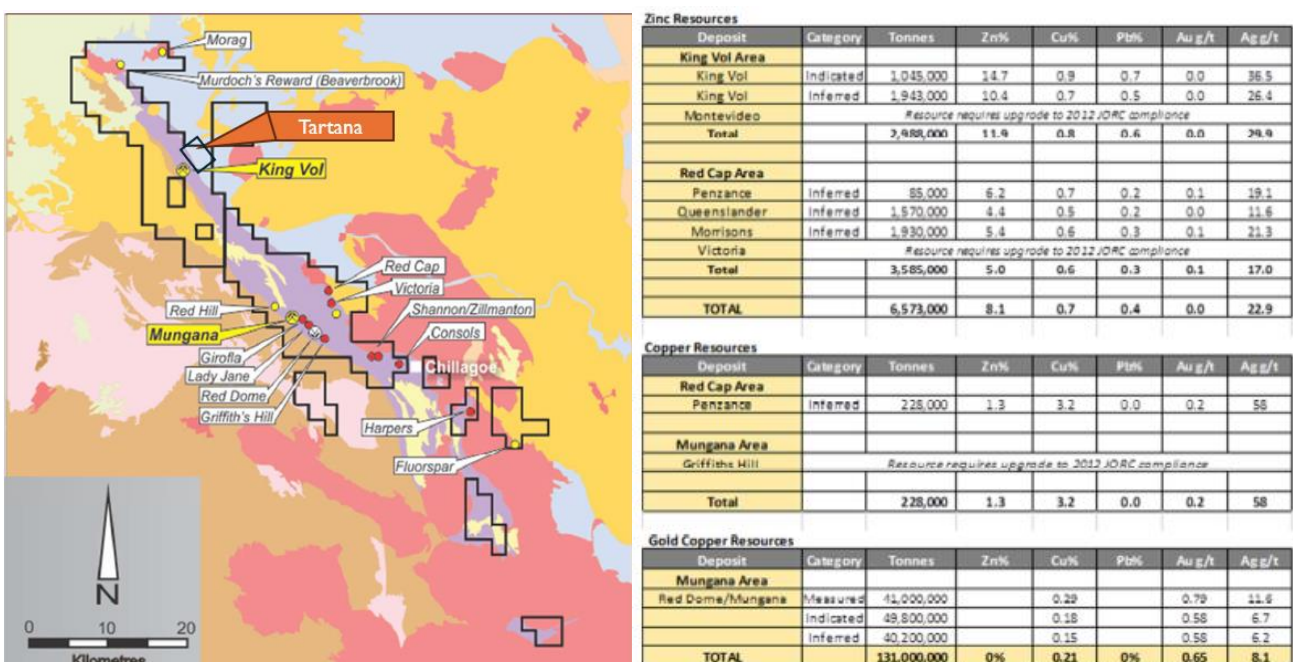 Morag
Murdoch's Reward (Beaverbrook)
Tartana
King Vol
Red Cap
Victoria
Shannon/Zillmanton
Red Hill
Mungana
Consols
Girofla
Chillagoe
Lady Jane
Red Dome
Griffith's Hill
Harpers
Fluorspar
N
0 10 20
Kilometres
Zinc Resources
Deposit Category Tonnes Zn% Cu% Pb% Au g/t Ag g/t
King Vol Area
King Vol Indicated 1,045,000 14.7 0.9 0.7 0.0 36.5
King Vol Inferred 1,943,000 10.4 0.7 0.5 0.0 26.4
Montevideo Resource requires upgrade to 2012 JORC compliance
Total 2,988,000 11.9 0.8 0.6 0.0 29.9
Red Cap Area
Penzance Inferred 85,000 6.2 0.7 0.2 0.1 19.1
Queenslander Inferred 1,570,000 4.4 0.5 0.2 0.0 11.6
Morrisons Inferred 1,930,000 5.4 0.6 0.3 0.1 21.3
Victoria Resource requires upgrade to 2012 JORC compliance
Total 3,585,000 5.0 0.6 0.3 0.1 17.0
TOTAL 6,573,000 8.1 0.7 0.4 0.0 22.9
Copper Resources
Deposit Category Tonnes Zn% Cu% Pb% Au g/t Ag g/t
Red Cap Area
Penzance Inferred 228,000 1.3 3.2 0.0 0.2 58
Mungana Area
Griffiths Hill Resource requires upgrade to 2012 JORC compliance
Total 228,000 1.3 3.2 0.0 0.2 58
Gold Copper Resources
Deposit Category Tonnes Zn% Cu% Pb% Au g/t Ag g/t
Mungana Area
Red Dome/Mungana Measured 41,000,000 0.29 0.79 11.6
Indicated 49,800,000 0.18 0.58 6.7
Inferred 40,200,000 0.15 0.58 6.2
TOTAL 131,000,000 0% 0.21 0% 0.65 8.1